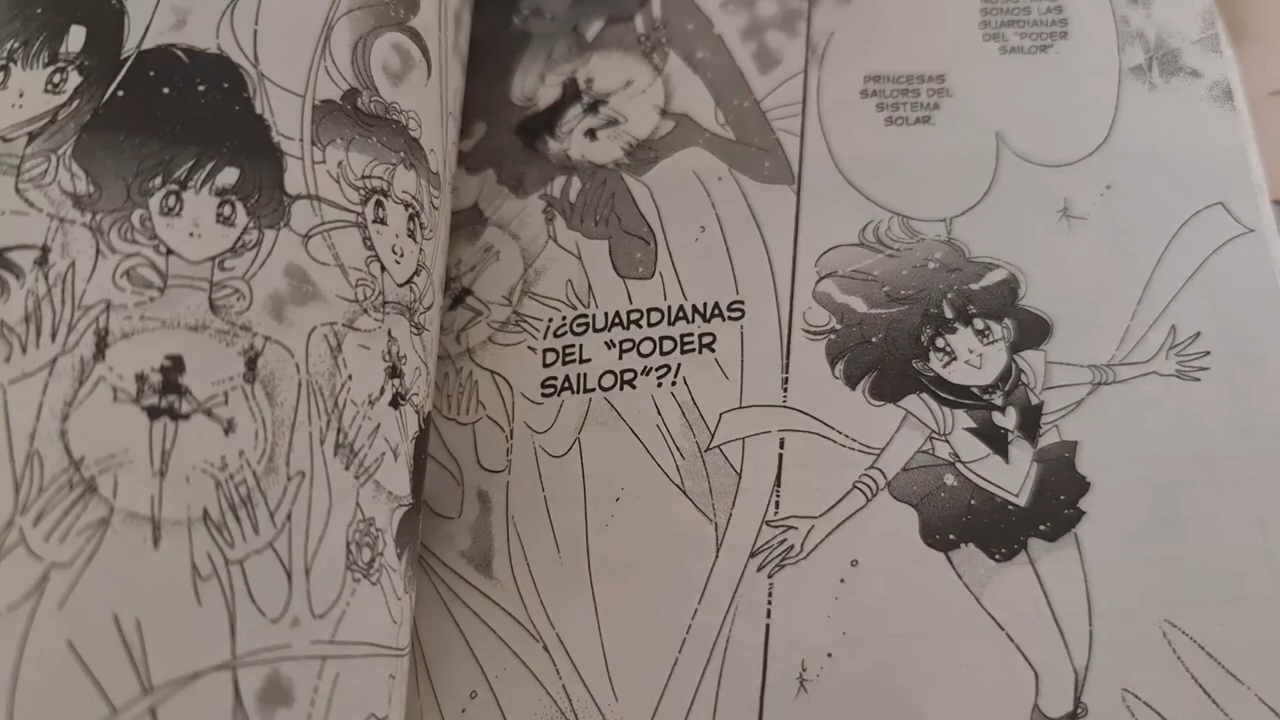 SOMOS LAS
GUARDIANAS
DEL "PODER
SAILOR".
PRINCESAS
SAILORS DEL
SISTEMA
SOLAR.
¡¿GUARDIANAS
DEL "PODER
SAILOR"?!